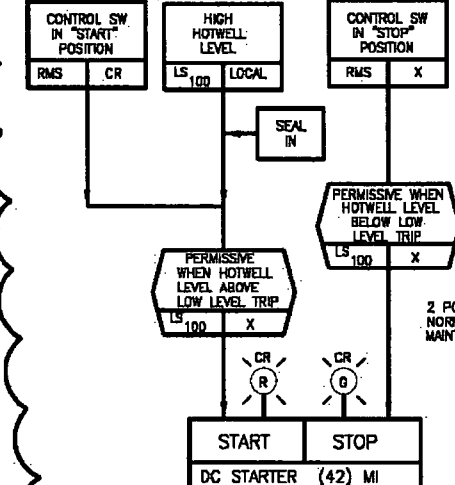 CONTROL SW
IN "START"
POSITION
RMS CR
HIGH
HOTWELL
LEVEL
LS 100 LOCAL
CONTROL SW
IN "STOP"
POSITION
RMS X
SEAL
IN
PERMISSIVE WHEN
HOTWELL LEVEL
BELOW LOW
LEVEL TRIP
LS 100 X
PERMISSIVE
WHEN HOTWELL
LEVEL ABOVE
LOW LEVEL TRIP
LS 100 X
2 PO
NORM
MAINT
CR
R
CR
G
START STOP
DC STARTER (42) MI